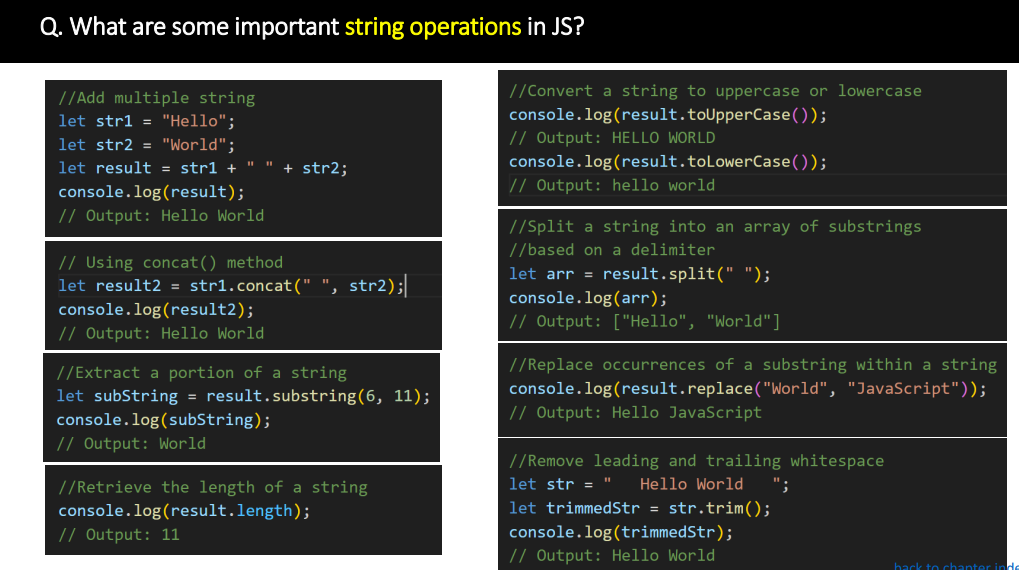 Q. What are some important string operations in JS?
//Add multiple string
let str1 = "Hello";
let str2 = "World";
let result = str1 + " " + str2;
console.log(result);
// Output: Hello World
// Using concat() method
let result2 = str1.concat(" ", str2);
console.log(result2);
// Output: Hello World
//Extract a portion of a string
let subString = result.substring(6, 11);
console.log(subString);
// Output: World
//Retrieve the length of a string
console.log(result.length);
// Output: 11
//Convert a string to uppercase or lowercase
console.log(result.toUpperCase());
// Output: HELLO WORLD
console.log(result.toLowerCase());
// Output: hello world
//Split a string into an array of substrings
//based on a delimiter
let arr = result.split(" ");
console.log(arr);
// Output: ["Hello", "World"]
//Replace occurrences of a substring within a string
console.log(result.replace("World", "JavaScript"));
// Output: Hello JavaScript
//Remove leading and trailing whitespace
let str = "   Hello World   ";
let trimmedStr = str.trim();
console.log(trimmedStr);
// Output: Hello World
back to chapter inde